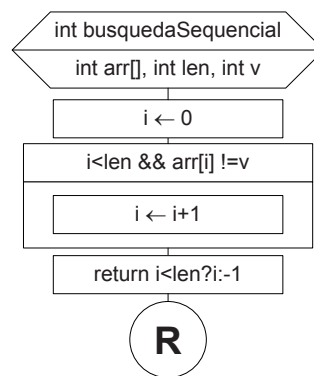 int busquedaSequencial
int arr[], int len, int v
i ← 0
i<len && arr[i] !=v
i ← i+1
return i<len?i:-1
R